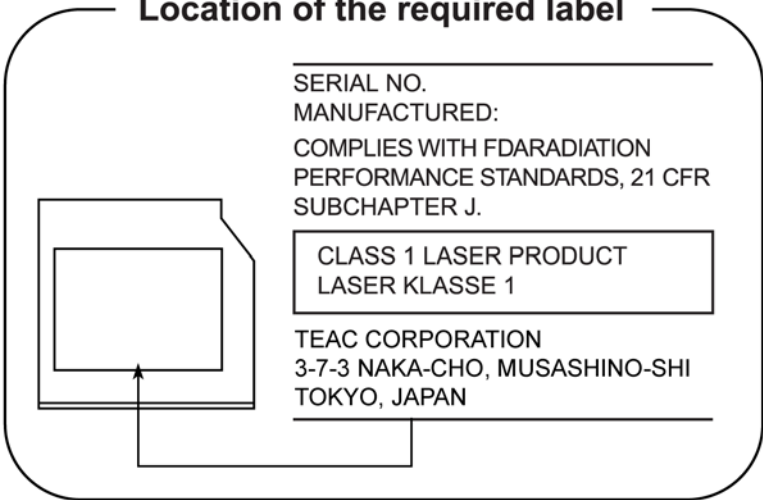 Location of the required label
SERIAL NO.
MANUFACTURED:
COMPLIES WITH FDARADIATION
PERFORMANCE STANDARDS, 21 CFR
SUBCHAPTER J.
CLASS 1 LASER PRODUCT
LASER KLASSE 1
TEAC CORPORATION
3-7-3 NAKA-CHO, MUSASHINO-SHI
TOKYO, JAPAN